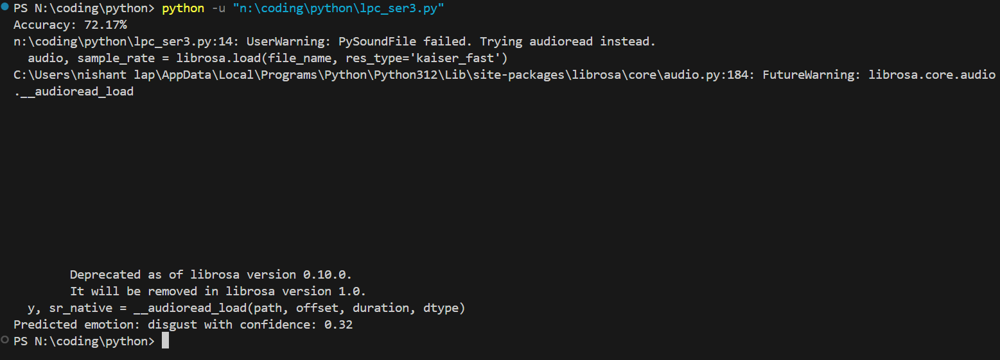 PS N:\coding\python> python -u "n:\coding\python\lpc_ser3.py"
Accuracy: 72.17%
n:\coding\python\lpc_ser3.py:14: UserWarning: PySoundFile failed. Trying audioread instead.
  audio, sample_rate = librosa.load(file_name, res_type='kaiser_fast')
C:\Users\nishant lap\AppData\Local\Programs\Python\Python312\Lib\site-packages\librosa\core\audio.py:184: FutureWarning: librosa.core.audio
.__audioread_load
        Deprecated as of librosa version 0.10.0.
        It will be removed in librosa version 1.0.
  y, sr_native = __audioread_load(path, offset, duration, dtype)
Predicted emotion: disgust with confidence: 0.32
PS N:\coding\python>